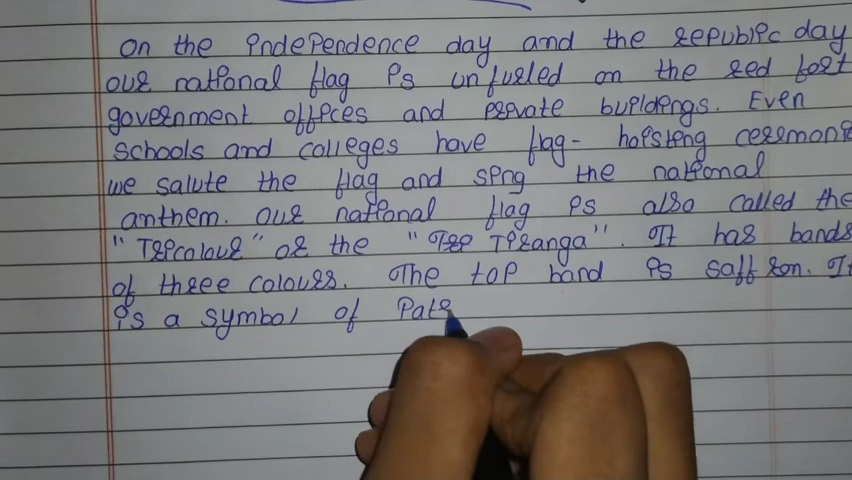 On the independence day and the republic day
our national flag is unfurled on the red fort
government offices and private buildings. Even
schools and colleges have flag- hoisting ceremony
we salute the flag and sing the national
anthem. Our national flag is also called the
"Tricolour" or the "Tiranga". It has bands
of three colours. The top band is saffron. It
is a symbol of Patr